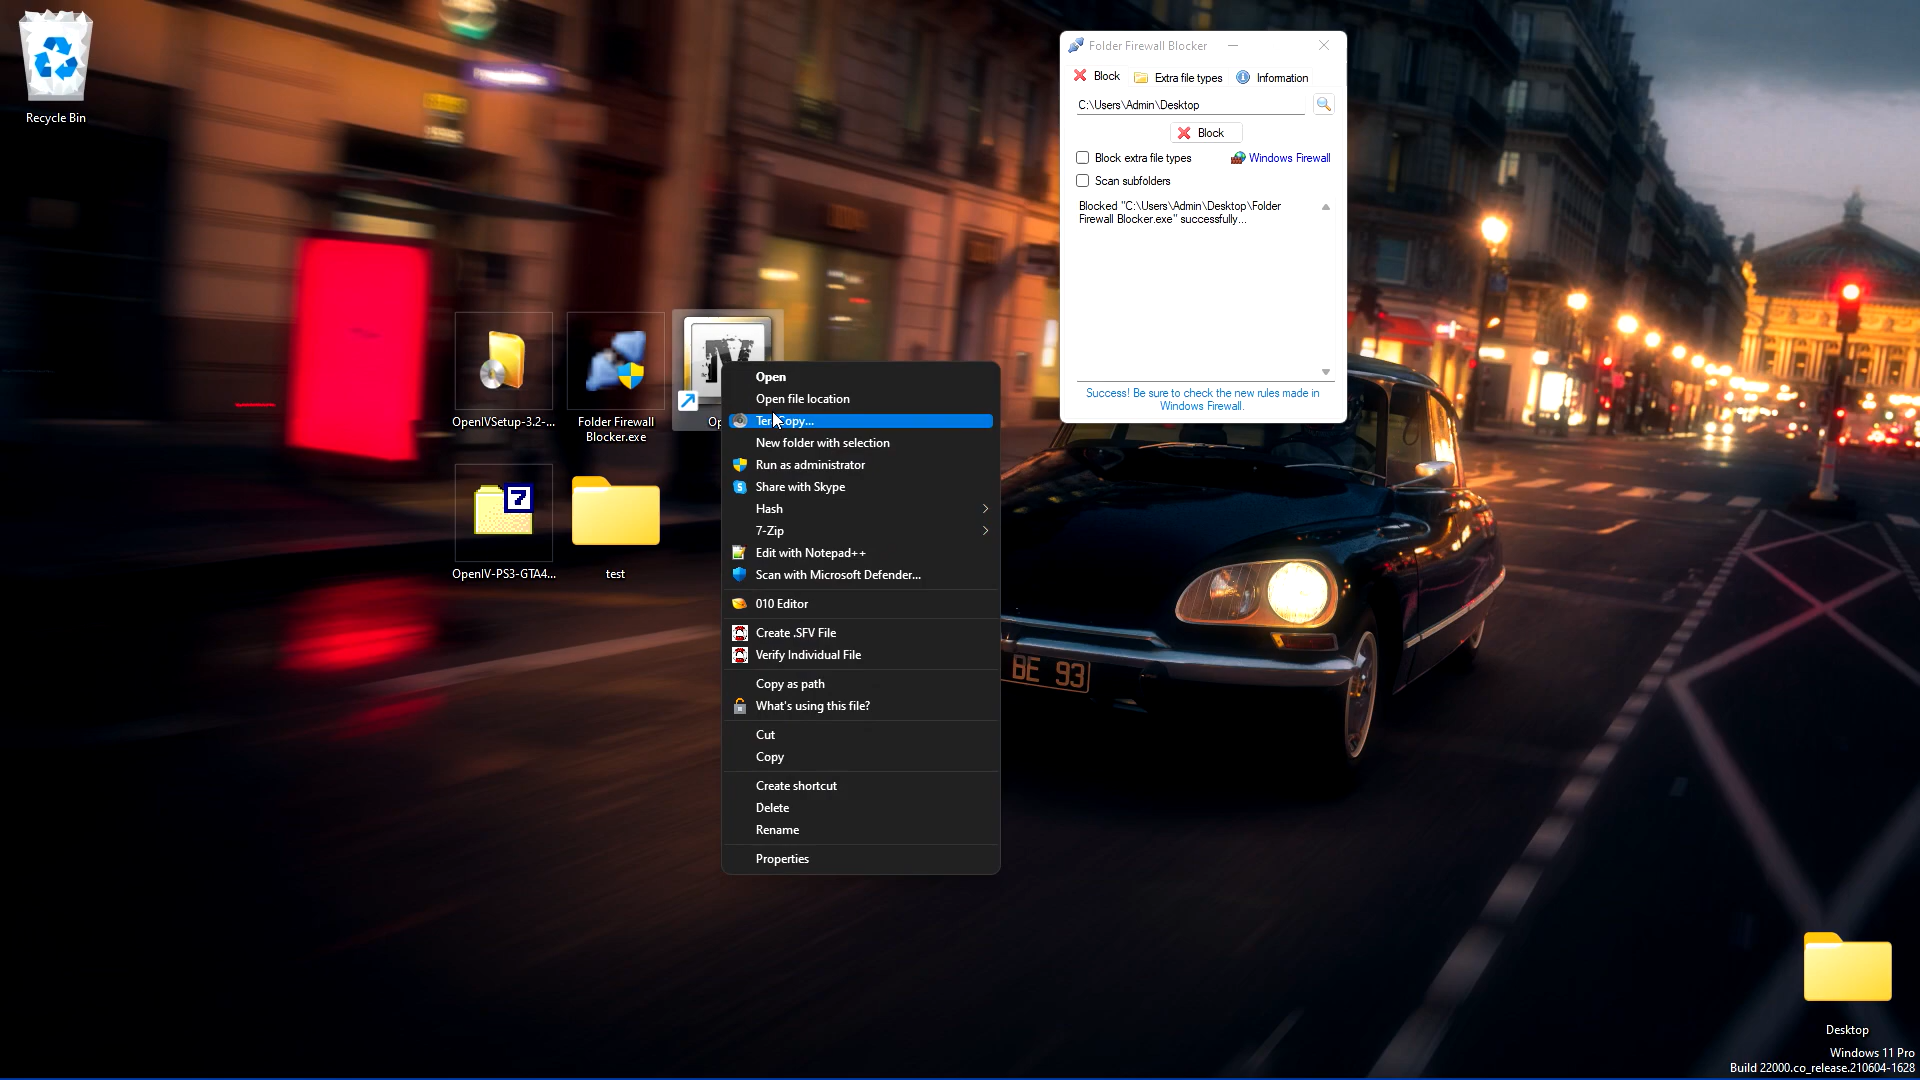 Recycle Bin
OpenIVSetup-3.2-...
Folder Firewall
Blocker.exe
OpenIV-PS3-GTA4...
7
test
Open
Open file location
New folder with selection
Run as administrator
Share with Skype
Hash
7-Zip
Edit with Notepad++
Scan with Microsoft Defender...
010 Editor
Create .SFV File
Verify Individual File
Copy as path
What's using this file?
Cut
Copy
Create shortcut
Delete
Rename
Properties
Folder Firewall Blocker
Block
Extra file types
Information
C:\Users\Admin\Desktop
Block
Block extra file types
Windows Firewall
Scan subfolders
Blocked "C:\Users\Admin\Desktop\Folder
Firewall Blocker.exe" successfully...
Success! Be sure to check the new rules made in
Windows Firewall.
BE 93
Desktop
Windows 11 Pro
Build 22000.co_release.210604-1628